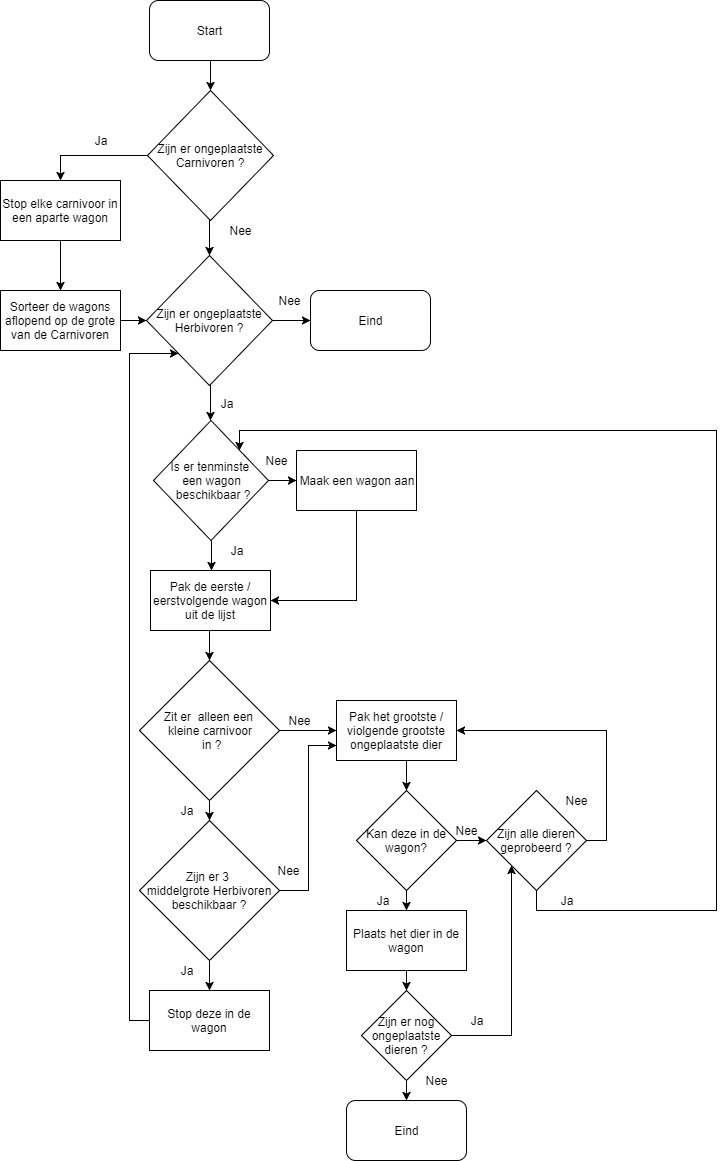 Start
Zijn er ongeplaatste
Carnivoren ?
Ja
Stop elke carnivoor in
een aparte wagon
Nee
Sorteer de wagons
aflopend op de grote
van de Carnivoren
Zijn er ongeplaatste
Herbivoren ?
Nee
Eind
Ja
Is er tenminste
een wagon
beschikbaar ?
Nee
Maak een wagon aan
Ja
Pak de eerste /
eerstvolgende wagon
uit de lijst
Zit er alleen een
kleine carnivoor
in ?
Nee
Pak het grootste /
violgende grootste
ongeplaatste dier
Ja
Zijn er 3
middelgrote Herbivoren
beschikbaar ?
Nee
Kan deze in de
wagon?
Nee
Zijn alle dieren
geprobeerd ?
Nee
Ja
Ja
Plaats het dier in de
wagon
Ja
Stop deze in de
wagon
Zijn er nog
ongeplaatste
dieren ?
Ja
Nee
Eind